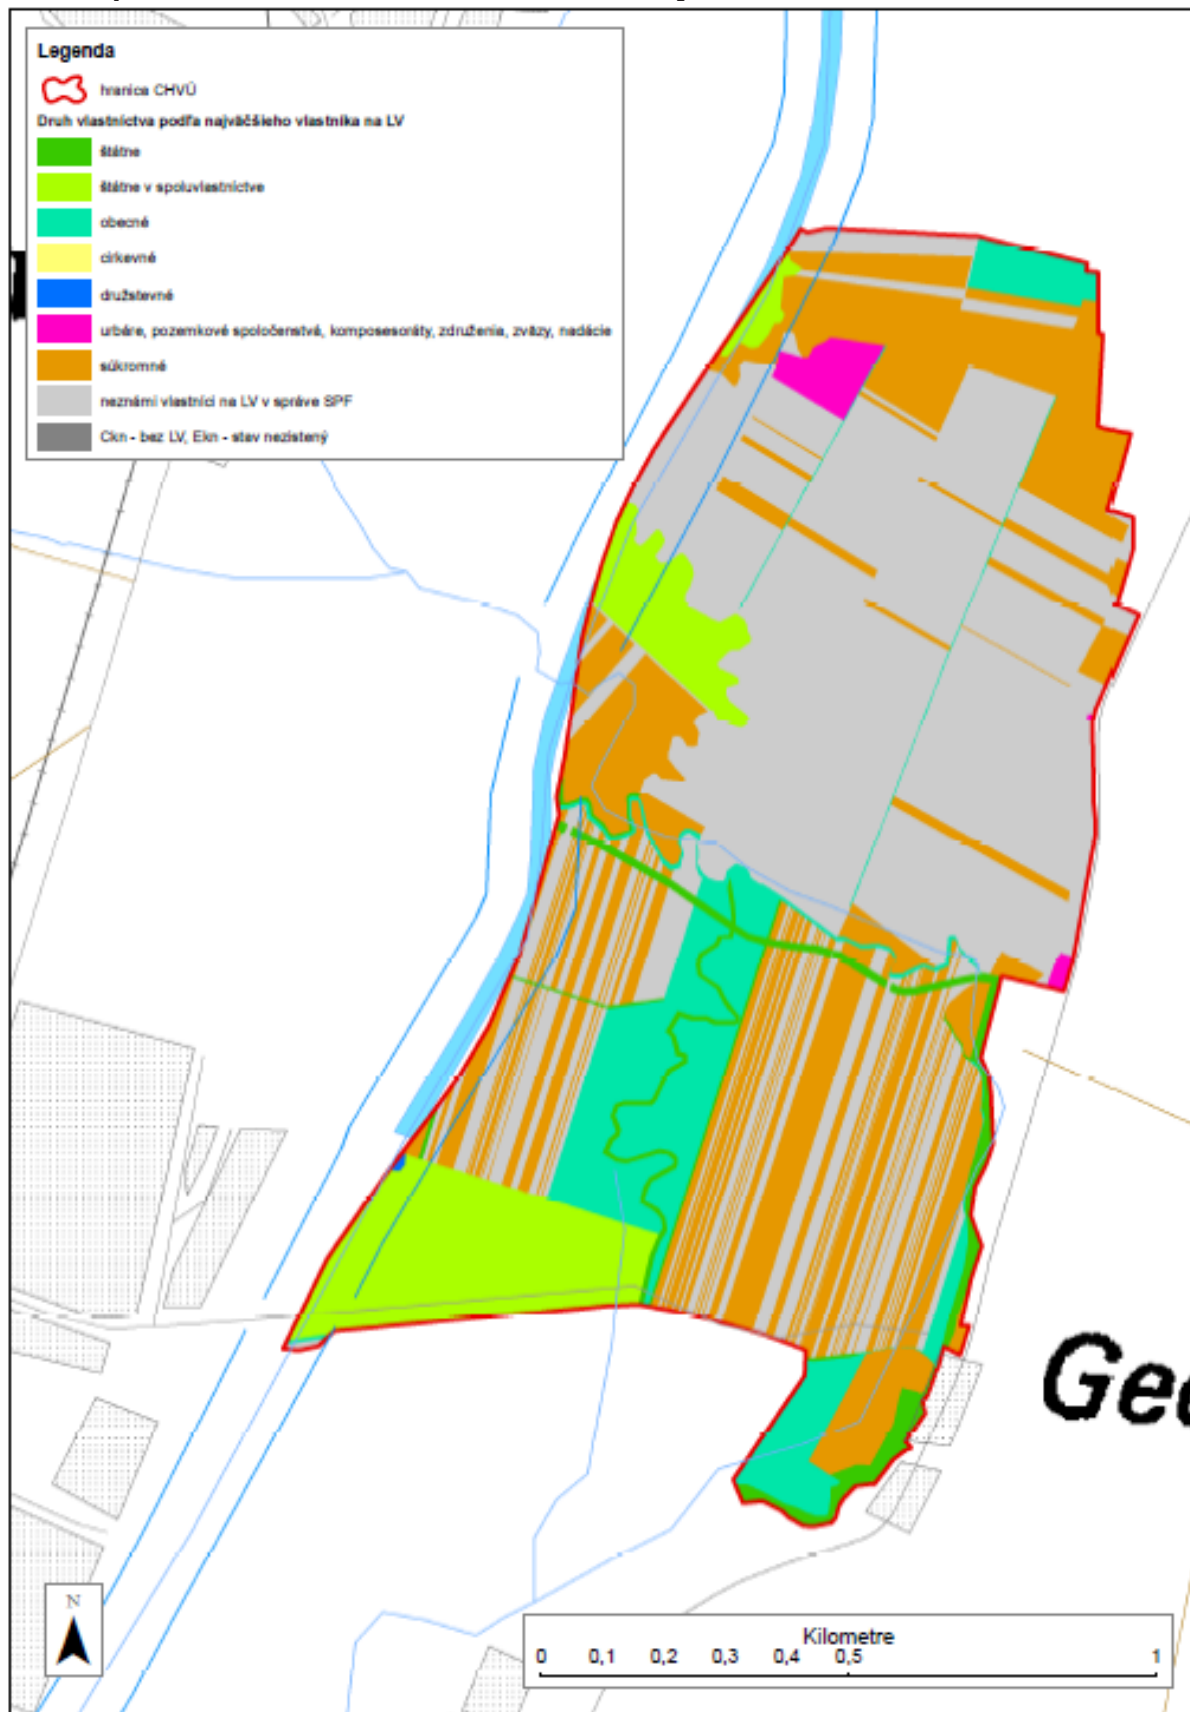 Legenda
hranica CHVÚ
Druh vlastníctva podľa najväčšieho vlastníka na LV
štátne
štátne v spoluvlastníctve
obecné
cirkevné
družstevné
urbáre, pozemkové spoločenstvá, komposesoráty, združenia, zväzy, nadácie
súkromné
neznámi vlastníci na LV v správe SPF
Ckn - bez LV, Ekn - stav nezistený
Ge
N
Kilometre
0 0,1 0,2 0,3 0,4 0,5 1